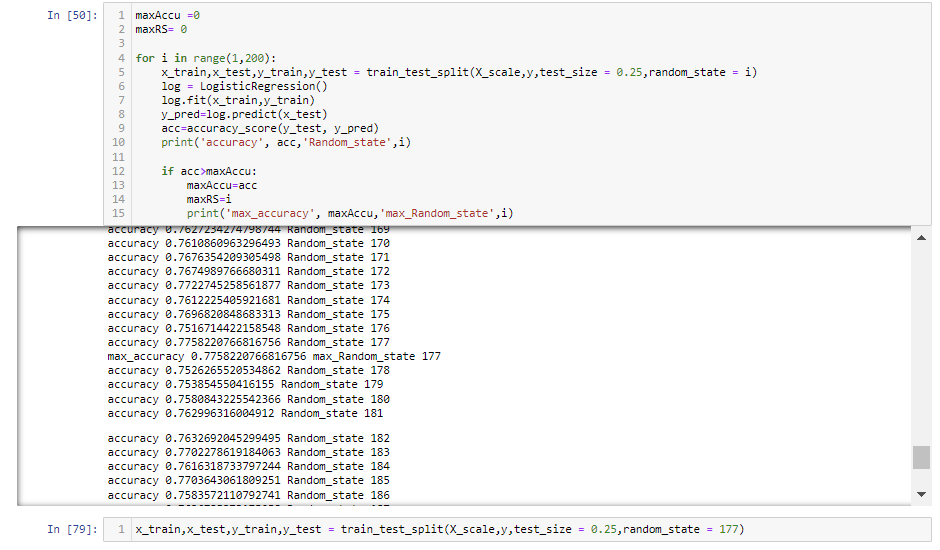 In [50]:
1 maxAccu =0
2 maxRS= 0
3
4 for i in range(1,200):
5     x_train,x_test,y_train,y_test = train_test_split(X_scale,y,test_size = 0.25,random_state = i)
6     log = LogisticRegression()
7     log.fit(x_train,y_train)
8     y_pred=log.predict(x_test)
9     acc=accuracy_score(y_test, y_pred)
10     print('accuracy', acc,'Random_state',i)
11
12     if acc>maxAccu:
13         maxAccu=acc
14         maxRS=i
15         print('max_accuracy', maxAccu,'max_Random_state',i)
accuracy 0.7627234274798744 Random_state 169
accuracy 0.7610860963296493 Random_state 170
accuracy 0.7676354209305498 Random_state 171
accuracy 0.7674989766680311 Random_state 172
accuracy 0.7722745258561877 Random_state 173
accuracy 0.7612225405921681 Random_state 174
accuracy 0.7696820848683313 Random_state 175
accuracy 0.7516714422158548 Random_state 176
accuracy 0.7758220766816756 Random_state 177
max_accuracy 0.7758220766816756 max_Random_state 177
accuracy 0.7526265520534862 Random_state 178
accuracy 0.753854550416155 Random_state 179
accuracy 0.7580843225542366 Random_state 180
accuracy 0.762996316004912 Random_state 181
accuracy 0.7632692045299495 Random_state 182
accuracy 0.7702278619184063 Random_state 183
accuracy 0.7616318733797244 Random_state 184
accuracy 0.7703643061809251 Random_state 185
accuracy 0.7583572110792741 Random_state 186
In [79]:
1 x_train,x_test,y_train,y_test = train_test_split(X_scale,y,test_size = 0.25,random_state = 177)